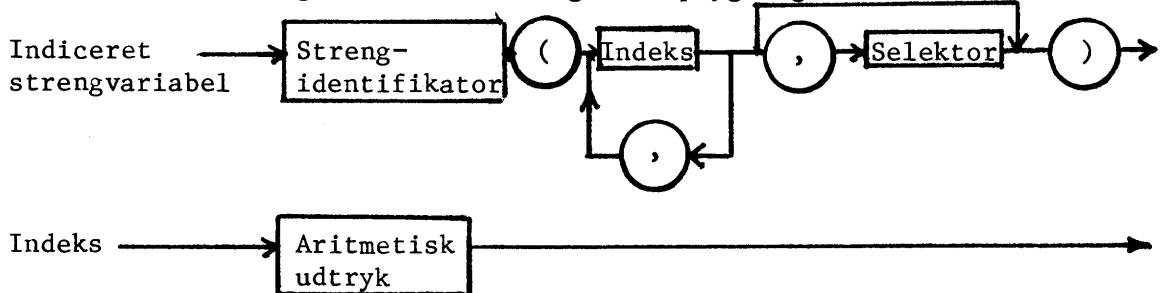 Indiceret strengvariabel → Streng-identifikator ( Indeks , Selektor )
,
Indeks → Aritmetisk udtryk